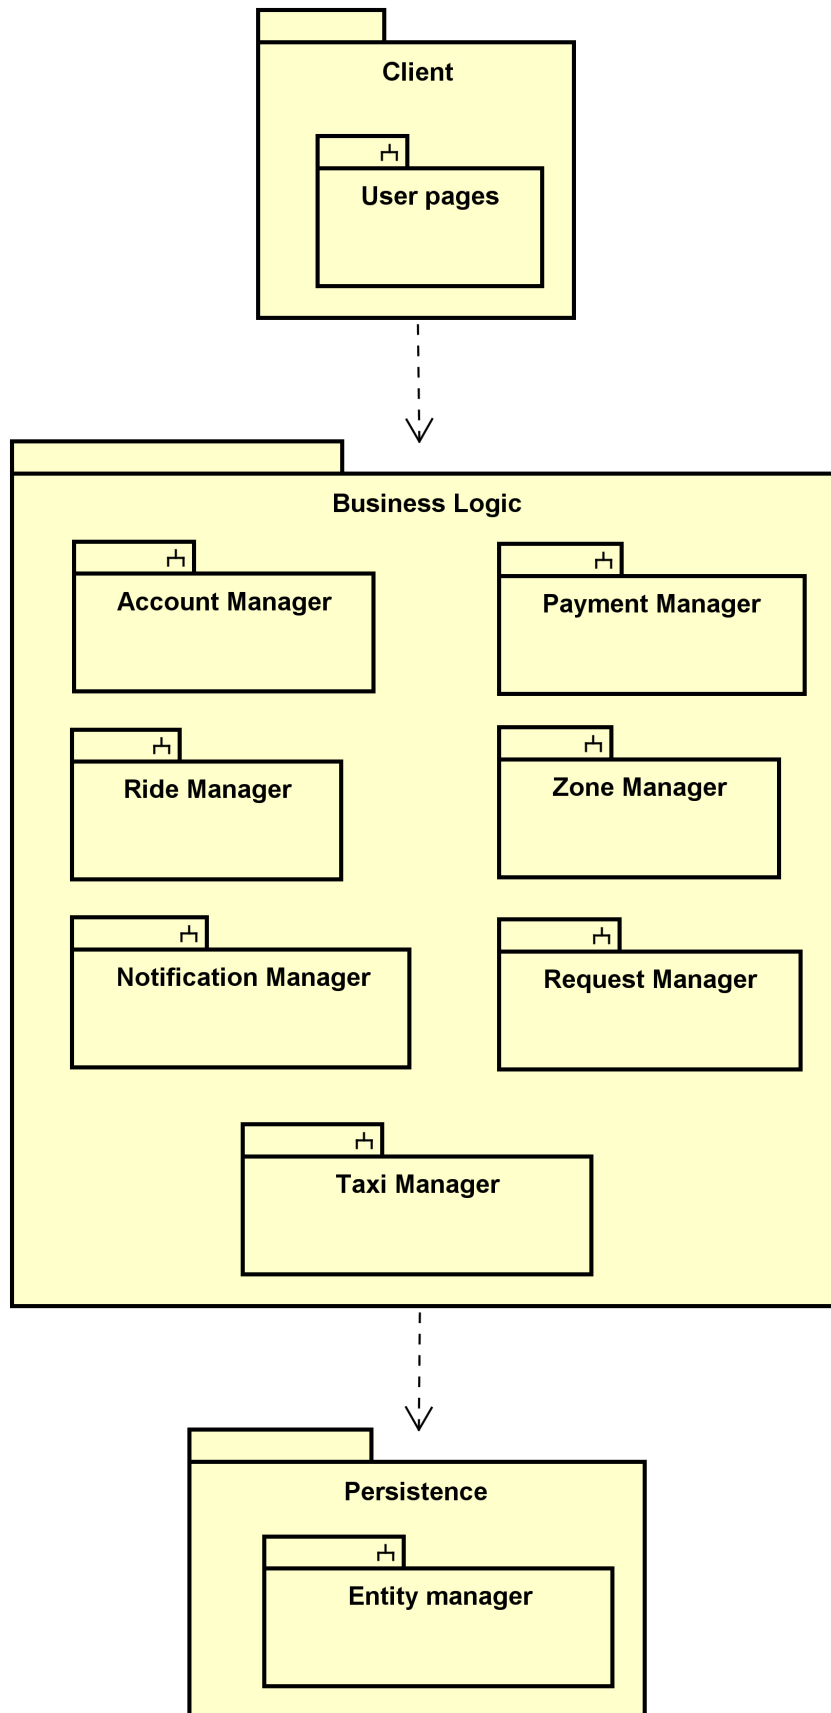 Client
User pages
Business Logic
Account Manager
Payment Manager
Ride Manager
Zone Manager
Notification Manager
Request Manager
Taxi Manager
Persistence
Entity manager